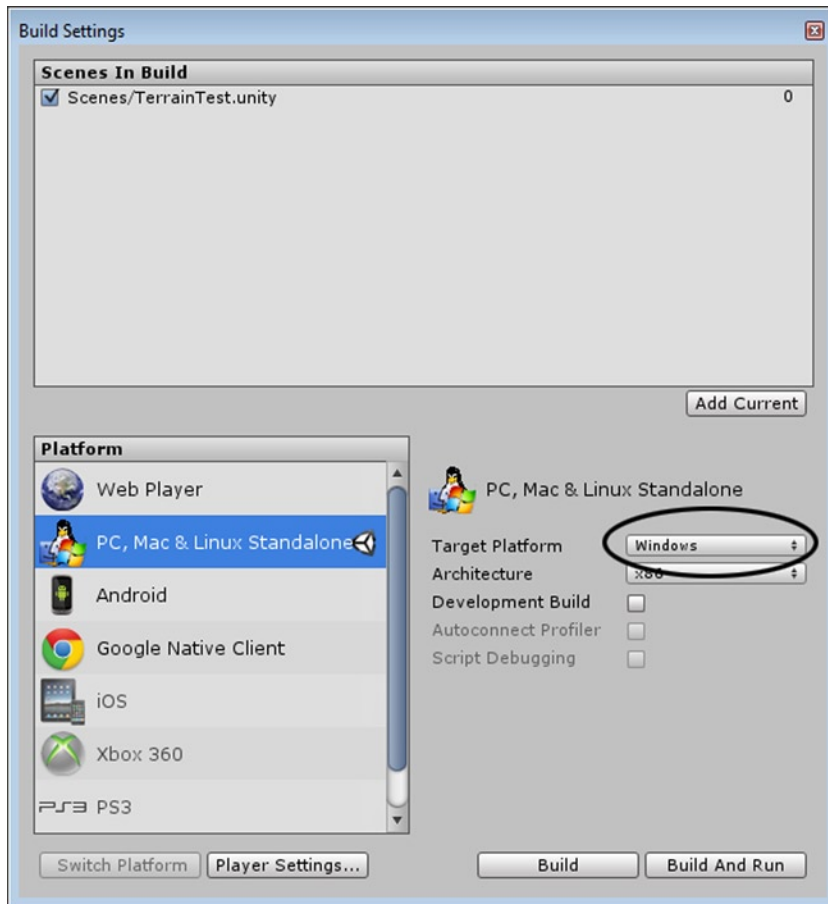 Build Settings
Scenes In Build
Scenes/TerrainTest.unity 0
Add Current
Platform
Web Player
PC, Mac & Linux Standalone
Android
Google Native Client
iOS
Xbox 360
PS3 PS3
PC, Mac & Linux Standalone
Target Platform Windows
Architecture x86
Development Build
Autoconnect Profiler
Script Debugging
Switch Platform Player Settings... Build Build And Run